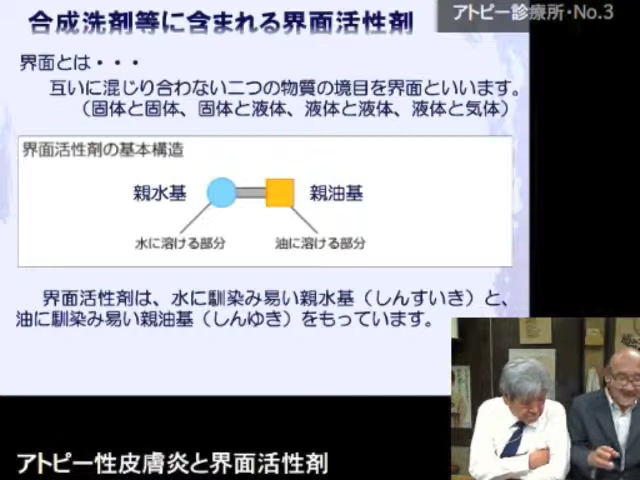 合成洗剤等に含まれる界面活性剤
アトピー診療所・No.3
界面とは・・・
互いに混じり合わない二つの物質の境目を界面といいます。
（固体と固体、固体と液体、液体と液体、液体と気体）
界面活性剤の基本構造
親水基
親油基
水に溶ける部分
油に溶ける部分
界面活性剤は、水に馴染み易い親水基（しんすいき）と、
油に馴染み易い親油基（しんゆき）をもっています。
アトピー性皮膚炎と界面活性剤